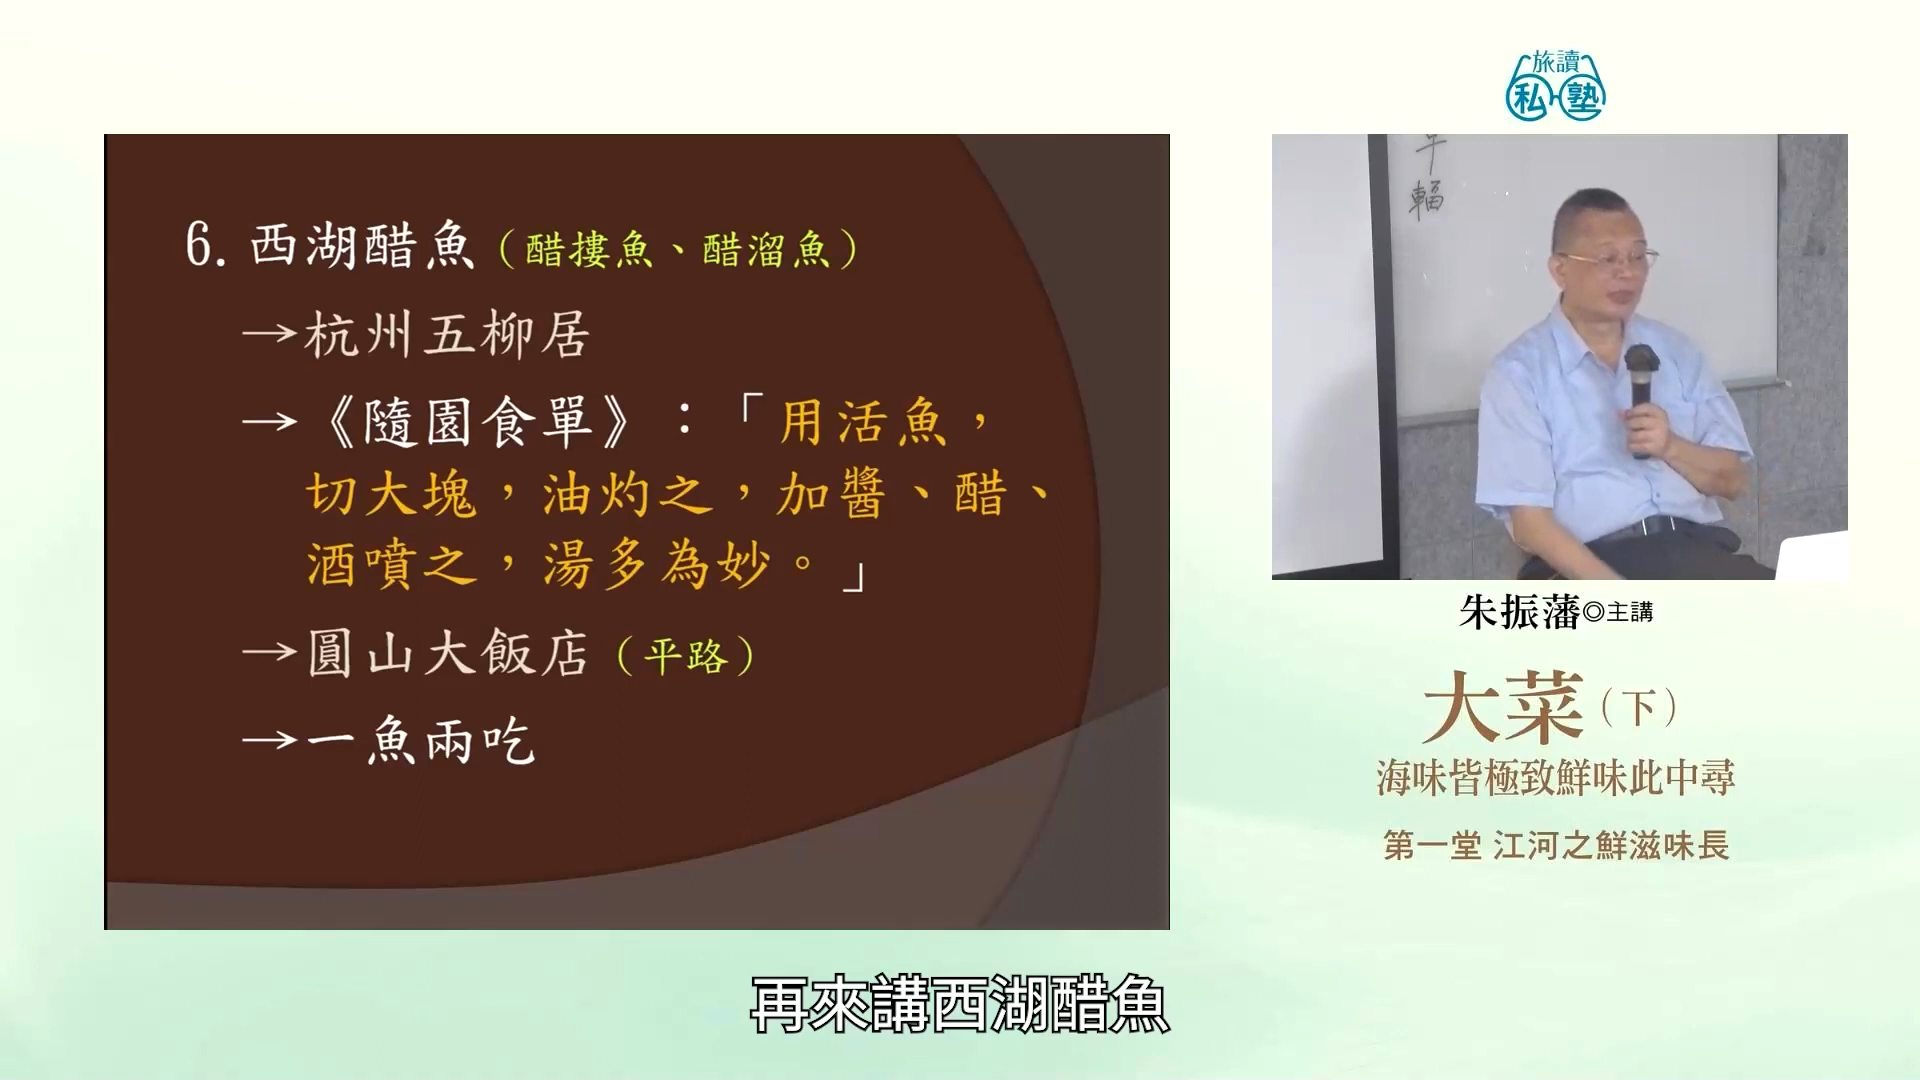 旅讀
私塾
6. 西湖醋魚（醋摟魚、醋溜魚）
→杭州五柳居
→《隨園食單》：「用活魚，
切大塊，油灼之，加醬、醋、
酒噴之，湯多為妙。」
→圓山大飯店（平路）
→一魚兩吃
輻
朱振藩◎主講
大菜（下）
海味皆極致鮮味此中尋
第一堂 江河之鮮滋味長
再來講西湖醋魚